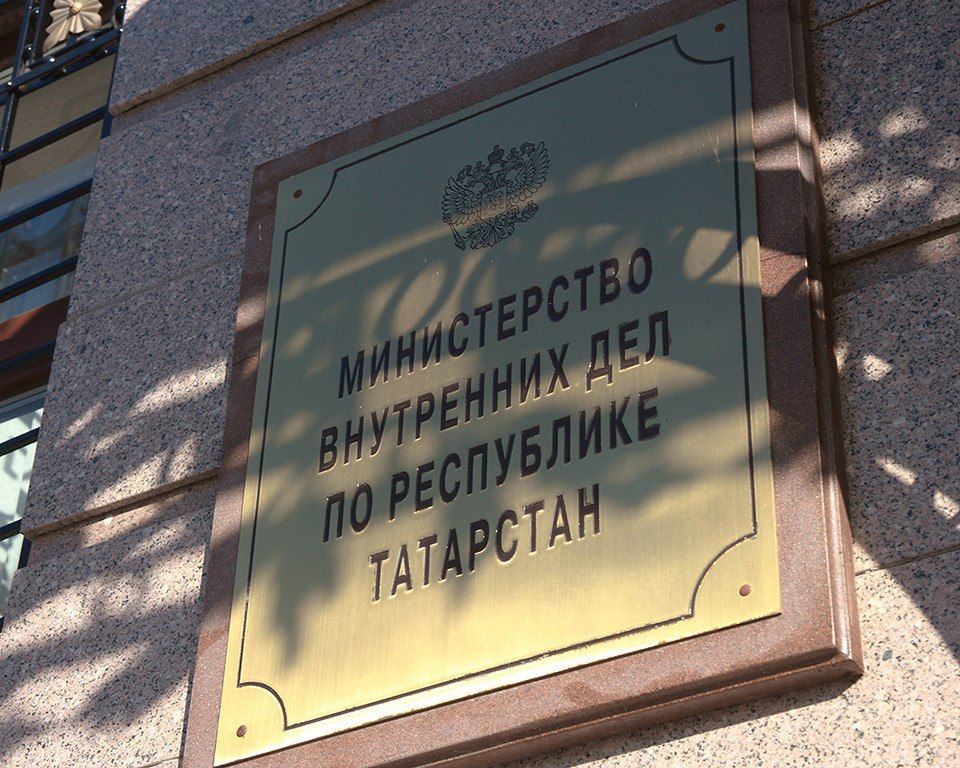 МИНИСТЕРСТВО
ВНУТРЕННИХ ДЕЛ
ПО РЕСПУБЛИКЕ
ТАТАРСТАН